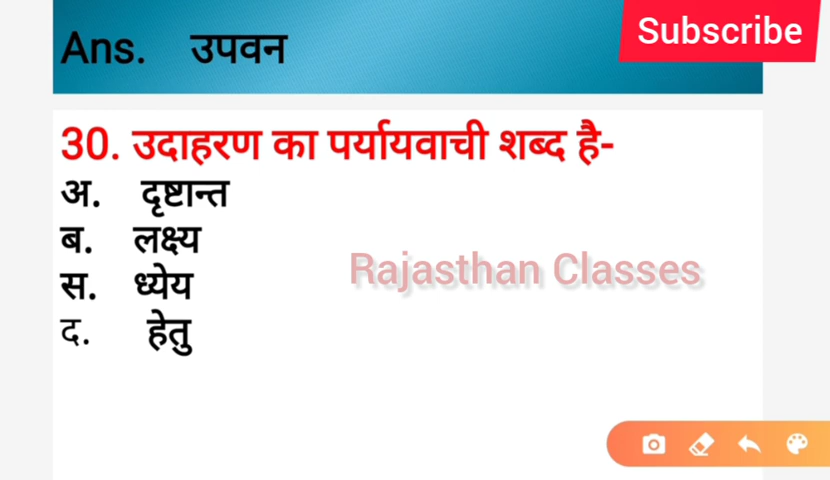 Ans. उपवन
Subscribe
30. उदाहरण का पर्यायवाची शब्द है-
अ. दृष्टान्त
ब. लक्ष्य
स. ध्येय
द. हेतु
Rajasthan Classes